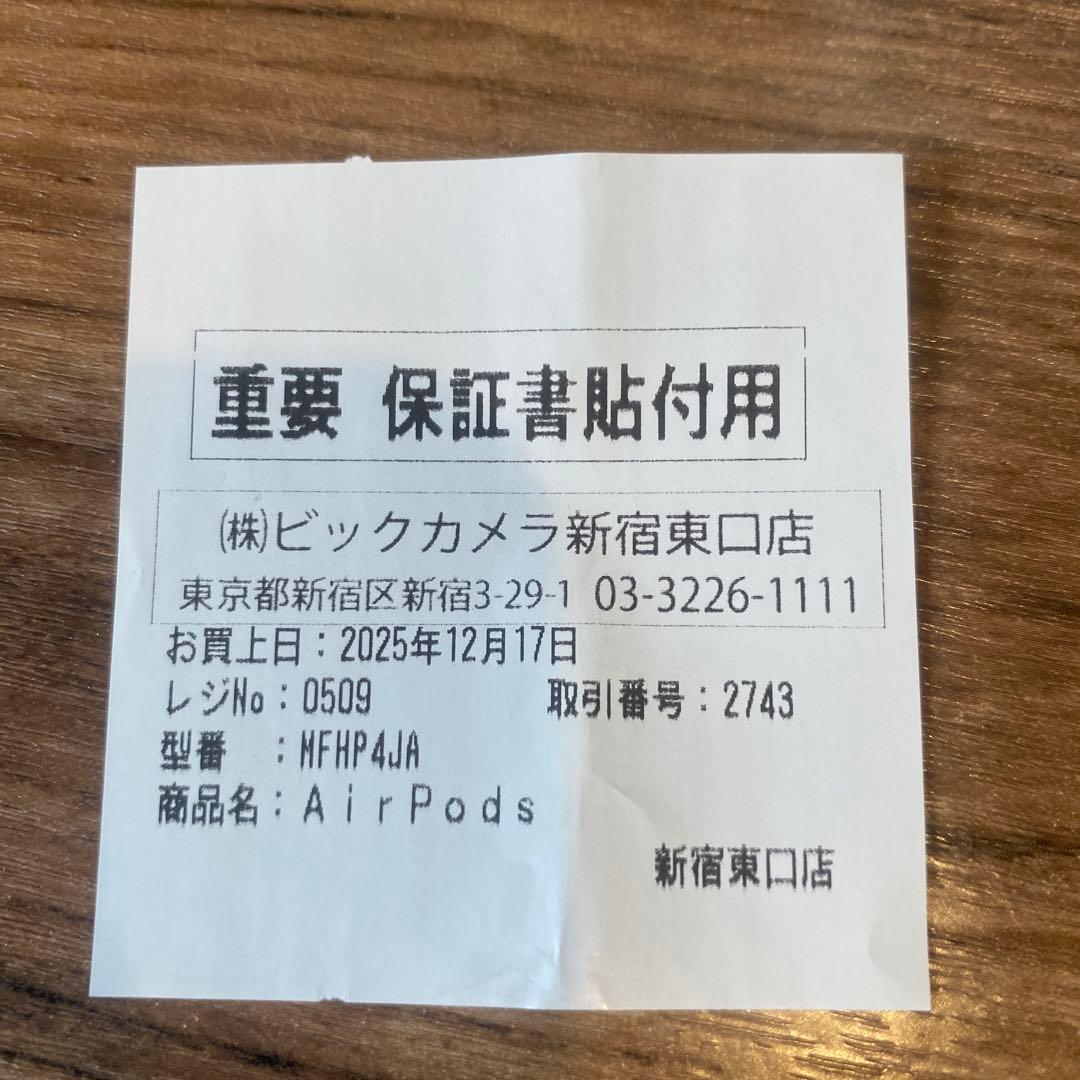 重要 保証書貼付用
㈱ビックカメラ新宿東口店
東京都新宿区新宿3-29-1 03-3226-1111
お買上日：2025年12月17日
レジNo：0509 取引番号：2743
型番　：MFHP4JA
商品名：ＡｉｒＰｏｄｓ
新宿東口店